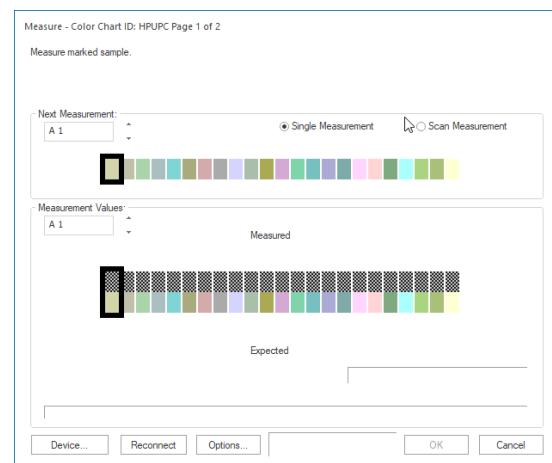 Measure - Color Chart ID: HPUPC Page 1 of 2
Measure marked sample.
Next Measurement:
A 1
Single Measurement
Scan Measurement
Measurement Values:
A 1
Measured
Expected
Device...
Reconnect
Options...
OK
Cancel